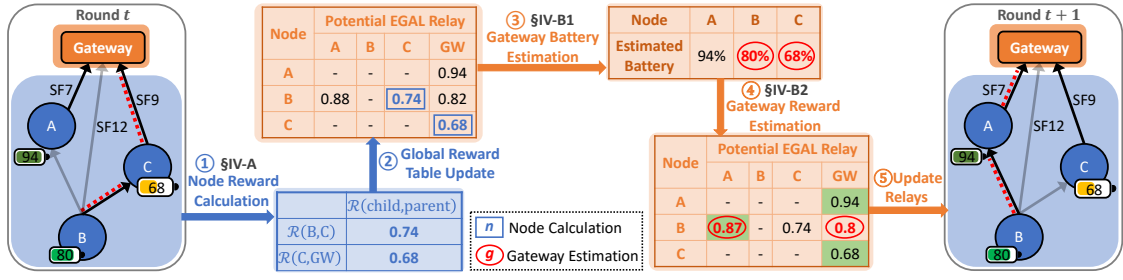 Round t
Gateway
SF7
SF9
SF12
A
94
C
68
B
80
① §IV-A
Node Reward
Calculation
R(child,parent)
R(B,C) 0.74
R(C,GW) 0.68
② Global Reward
Table Update
Node Potential EGAL Relay
A B C GW
A - - - 0.94
B 0.88 - 0.74 0.82
C - - - 0.68
③ §IV-B1
Gateway Battery
Estimation
Node A B C
Estimated
Battery 94% 80% 68%
④ §IV-B2
Gateway Reward
Estimation
Node Potential EGAL Relay
A B C GW
A - - - 0.94
B 0.87 - 0.74 0.8
C - - - 0.68
n Node Calculation
g Gateway Estimation
⑤ Update
Relays
Round t + 1
Gateway
SF7
SF9
SF12
A
94
C
68
B
80